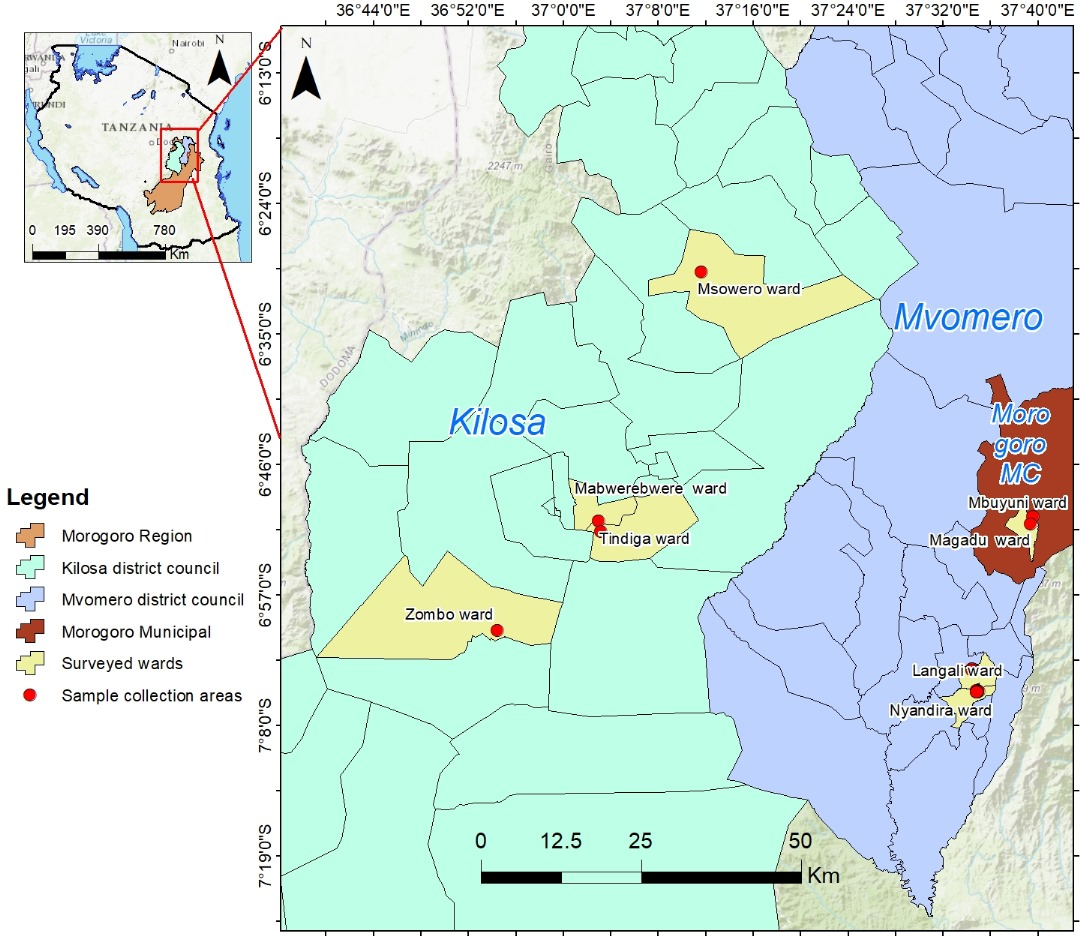 36°44'0"E 36°52'0"E 37°0'0"E 37°8'0"E 37°16'0"E 37°24'0"E 37°32'0"E 37°40'0"E
Lake
Victoria
Nairobi
N
TANZANIA
0 195 390 780
Km
N
6°13'0"S
6°24'0"S
6°35'0"S
6°46'0"S
6°57'0"S
7°8'0"S
7°19'0"S
2247 m
Gairo
DODOMA
Msowero ward
Mvomero
Kilosa
Moro
goro
MC
Mabwerebwere ward
Tindiga ward
Mbuyuni ward
Magadu ward
Zombo ward
Langali ward
Nyandira ward
Legend
Morogoro Region
Kilosa district council
Mvomero district council
Morogoro Municipal
Surveyed wards
Sample collection areas
0 12.5 25 50
Km